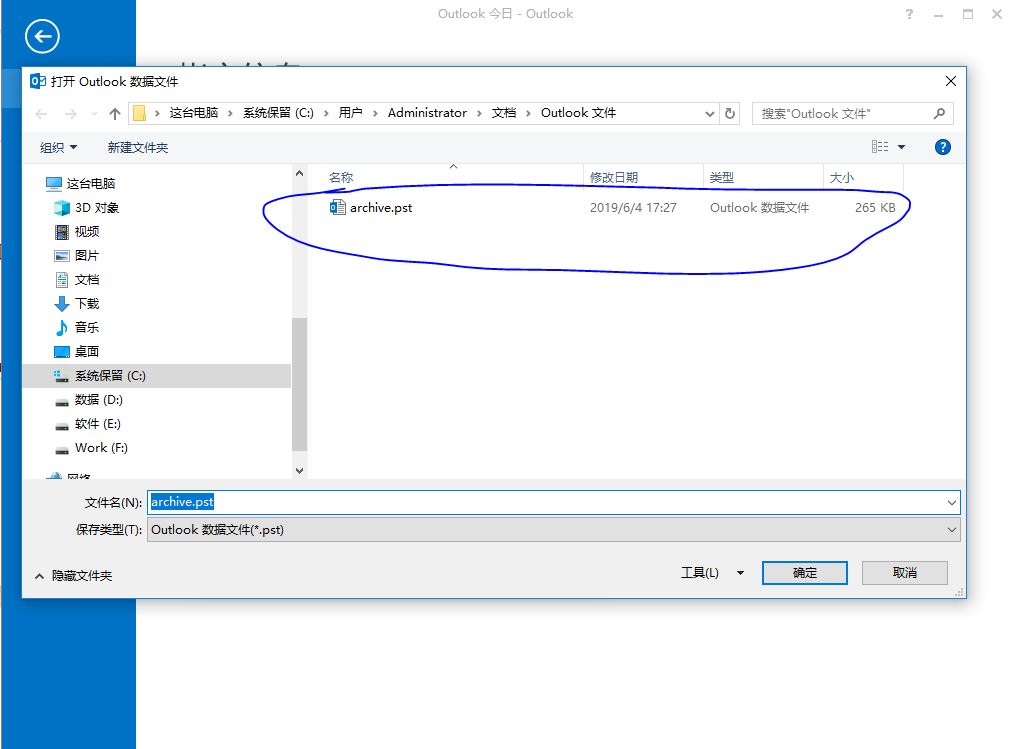 Outlook 今日 - Outlook
打开 Outlook 数据文件
这台电脑 系统保留 (C:) 用户 Administrator 文档 Outlook 文件
搜索"Outlook 文件"
组织 新建文件夹
名称 修改日期 类型 大小
archive.pst 2019/6/4 17:27 Outlook 数据文件 265 KB
这台电脑
3D 对象
视频
图片
文档
下载
音乐
桌面
系统保留 (C:)
数据 (D:)
软件 (E:)
Work (F:)
网络
文件名(N): archive.pst
保存类型(T): Outlook 数据文件(*.pst)
隐藏文件夹 工具(L) 确定 取消